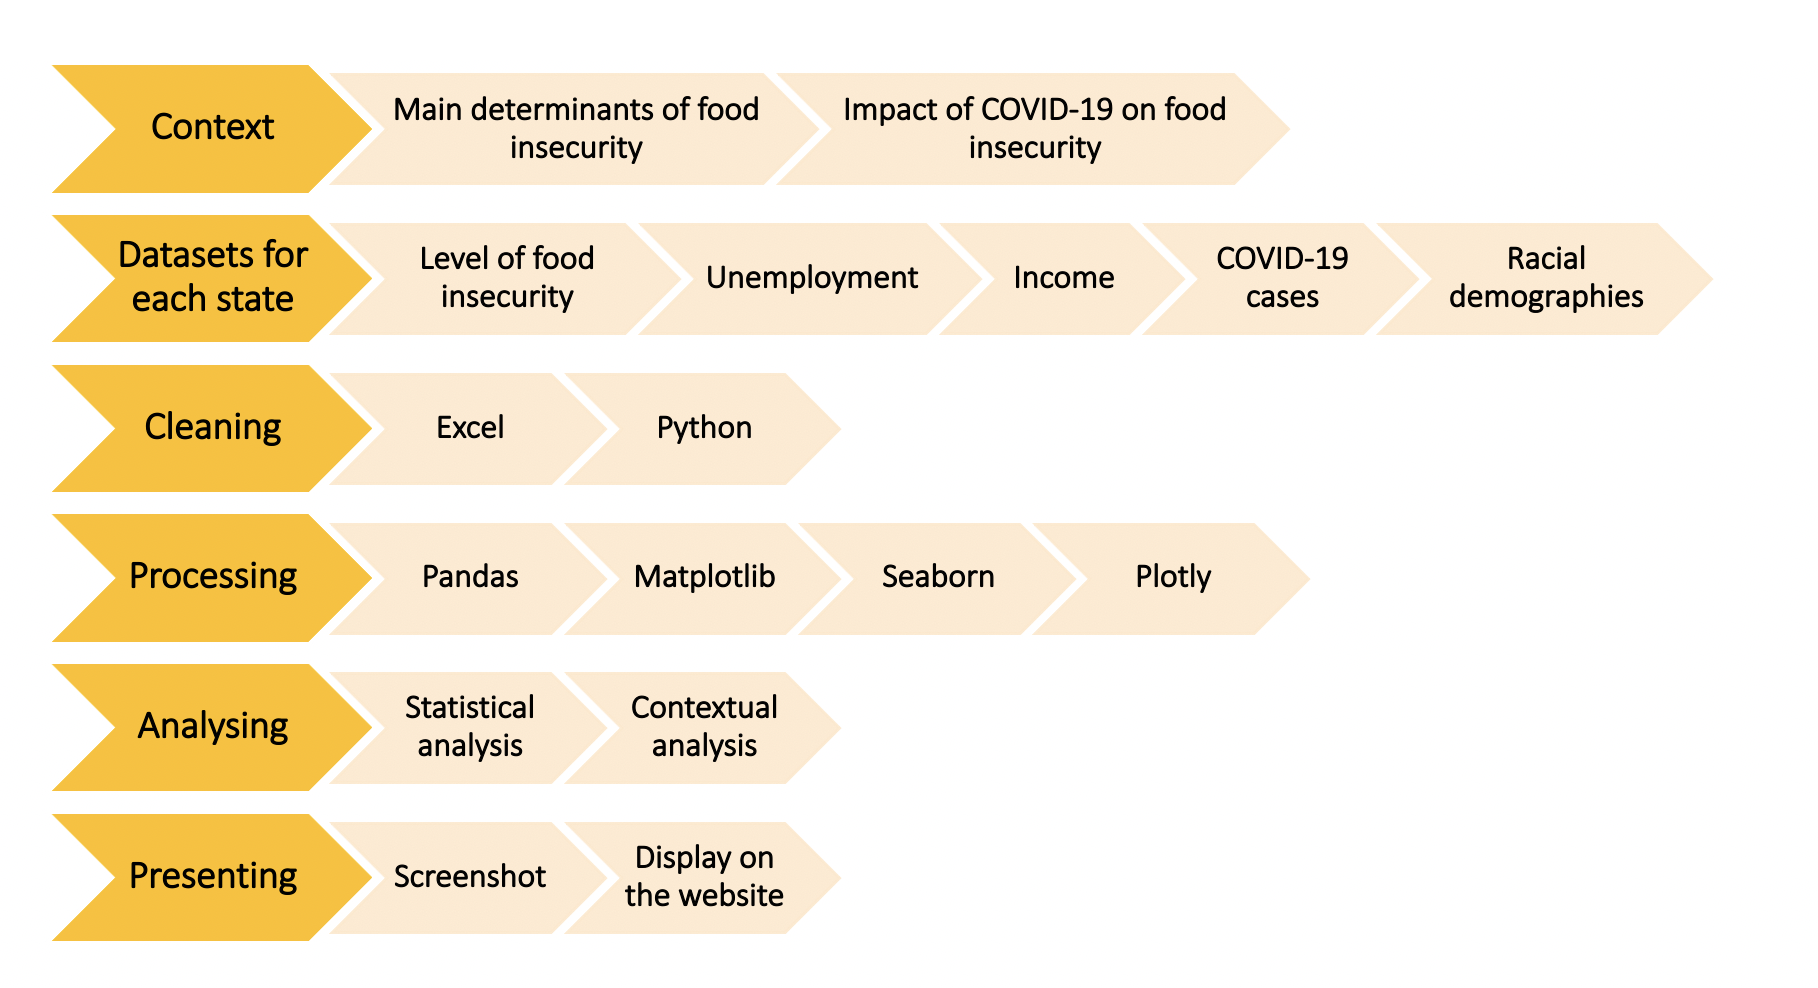 Context
Main determinants of food
insecurity
Impact of COVID-19 on food
insecurity
Datasets for
each state
Level of food
insecurity
Unemployment
Income
COVID-19
cases
Racial
demographies
Cleaning
Excel
Python
Processing
Pandas
Matplotlib
Seaborn
Plotly
Analysing
Statistical
analysis
Contextual
analysis
Presenting
Screenshot
Display on
the website